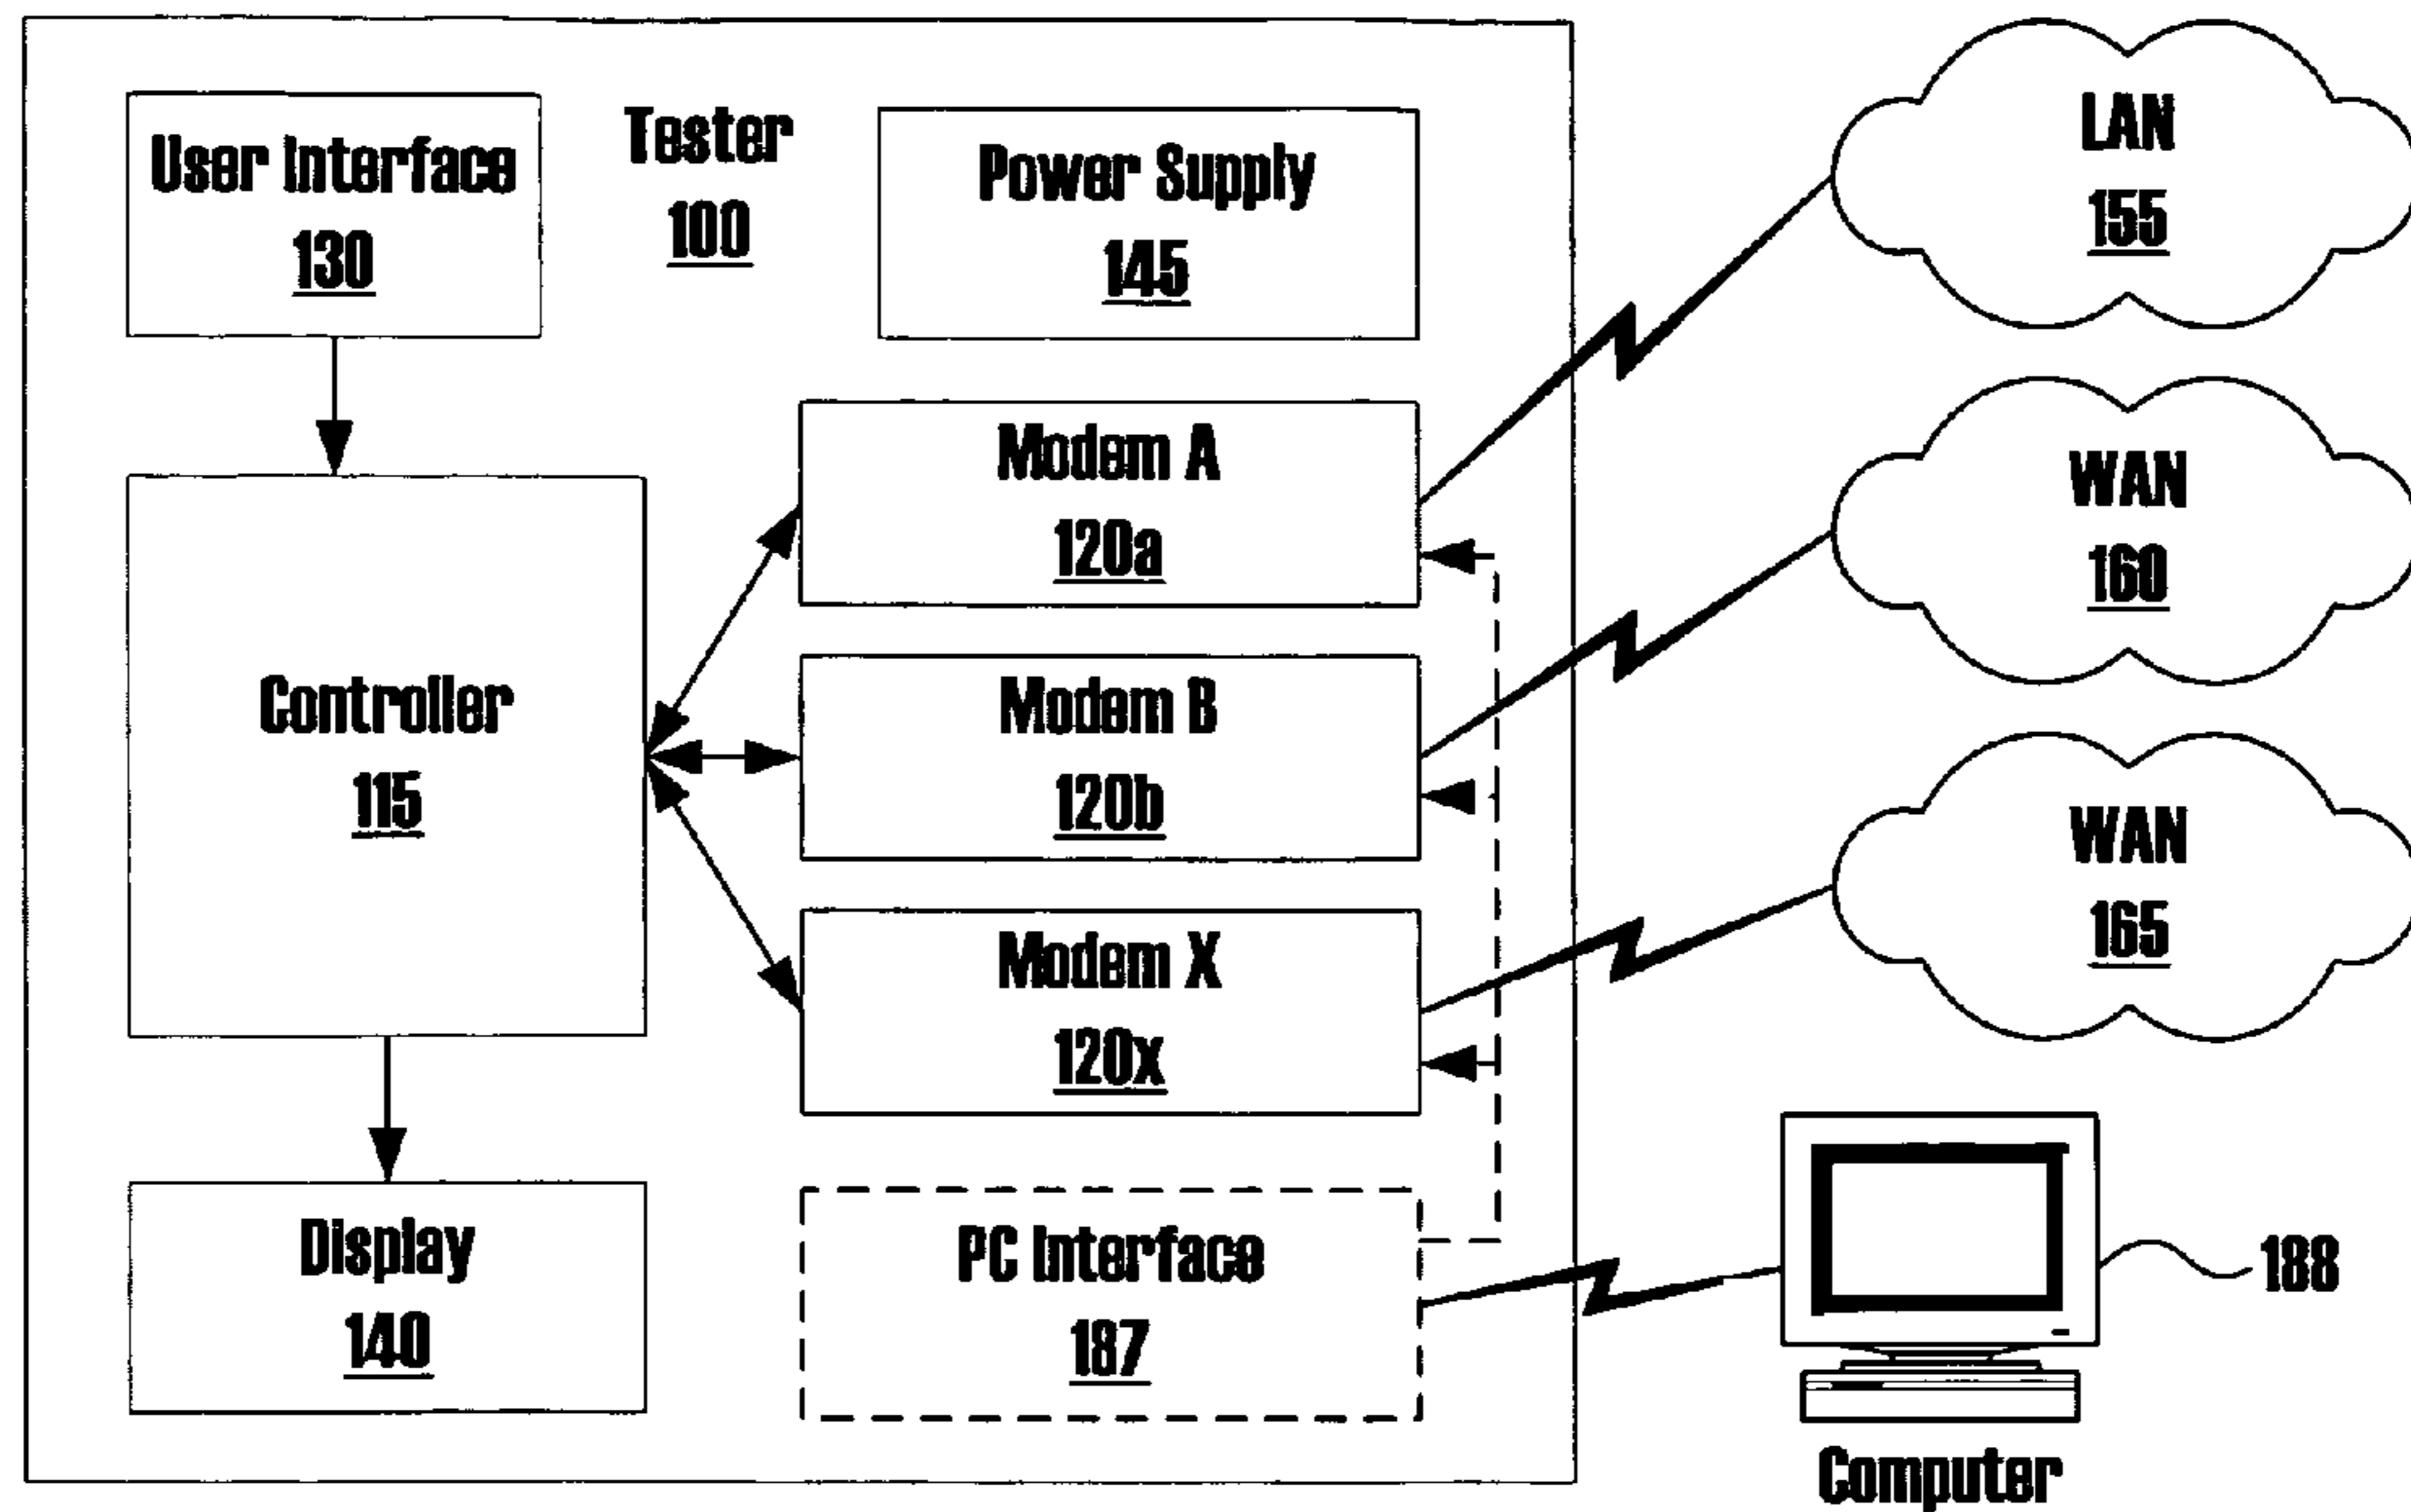 User Interface
130
Tester
100
Power Supply
145
LAN
155
Modem A
120a
WAN
160
Controller
115
Modem B
120b
WAN
165
Modem X
120x
Display
140
PC Interface
187
188
Computer